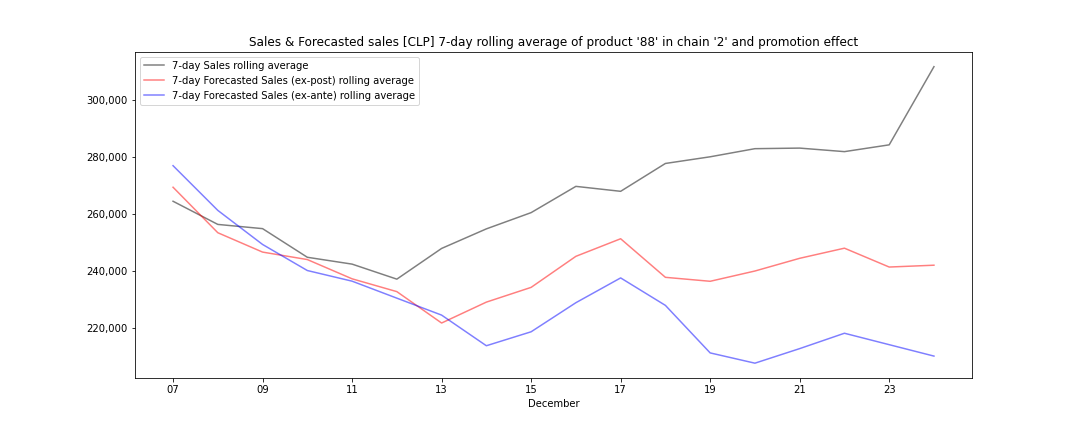 Sales & Forecasted sales [CLP] 7-day rolling average of product '88' in chain '2' and promotion effect
7-day Sales rolling average
7-day Forecasted Sales (ex-post) rolling average
7-day Forecasted Sales (ex-ante) rolling average
300,000
280,000
260,000
240,000
220,000
07 09 11 13 15 17 19 21 23
December